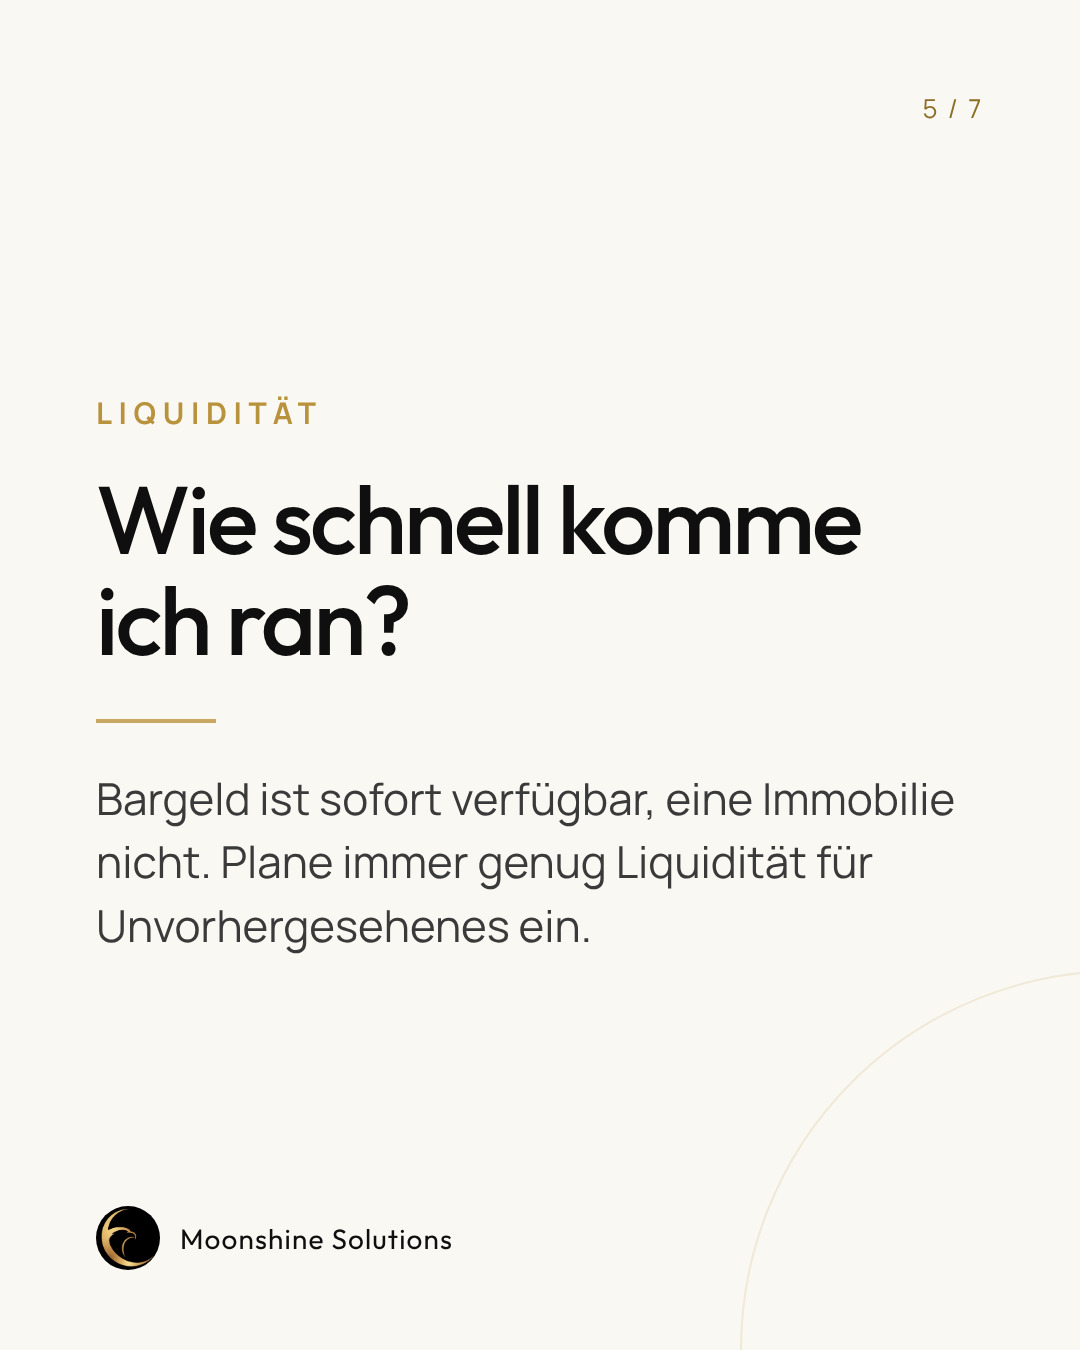 5 / 7
LIQUIDITÄT
Wie schnell komme
ich ran?
Bargeld ist sofort verfügbar, eine Immobilie
nicht. Plane immer genug Liquidität für
Unvorhergesehenes ein.
Moonshine Solutions